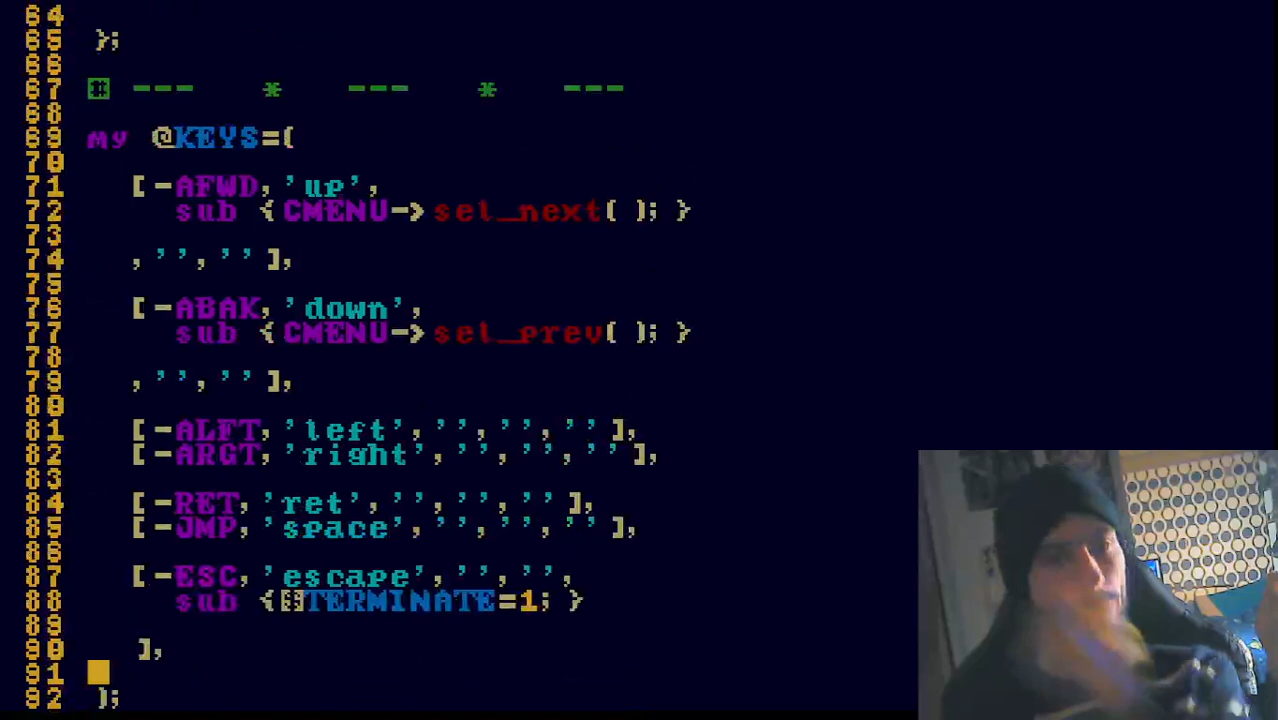 64
65 };
66
67 # --- * --- * ---
68
69 my @KEYS=(
70
71 [-AFWD,'up',
72 sub {CMENU->sel_next(); }
73
74 ,'',''],
75
76 [-ABAK,'down',
77 sub {CMENU->sel_prev(); }
78
79 ,'',''],
80
81 [-ALFT,'left','','',''],
82 [-ARGT,'right','','',''],
83
84 [-RET,'ret','','',''],
85 [-JMP,'space','','',''],
86
87 [-ESC,'escape','','',
88 sub {$TERMINATE=1; }
89
90 ],
91
92 );